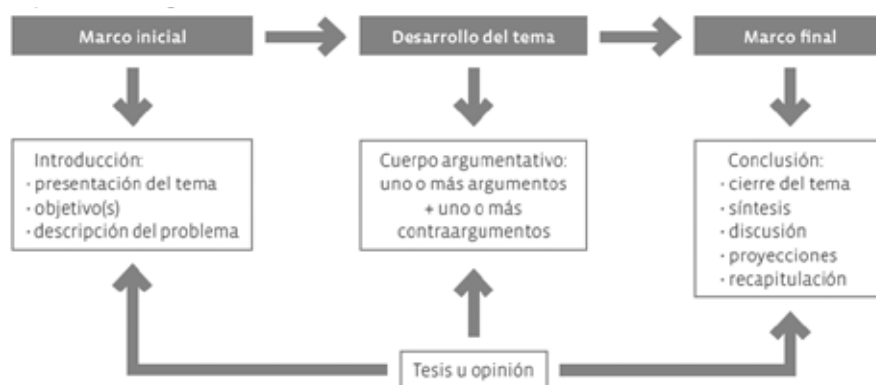 Marco inicial
Desarrollo del tema
Marco final
Introducción:
· presentación del tema
· objetivo(s)
· descripción del problema
Cuerpo argumentativo:
uno o más argumentos
+ uno o más
contraargumentos
Conclusión:
· cierre del tema
· síntesis
· discusión
· proyecciones
· recapitulación
Tesis u opinión